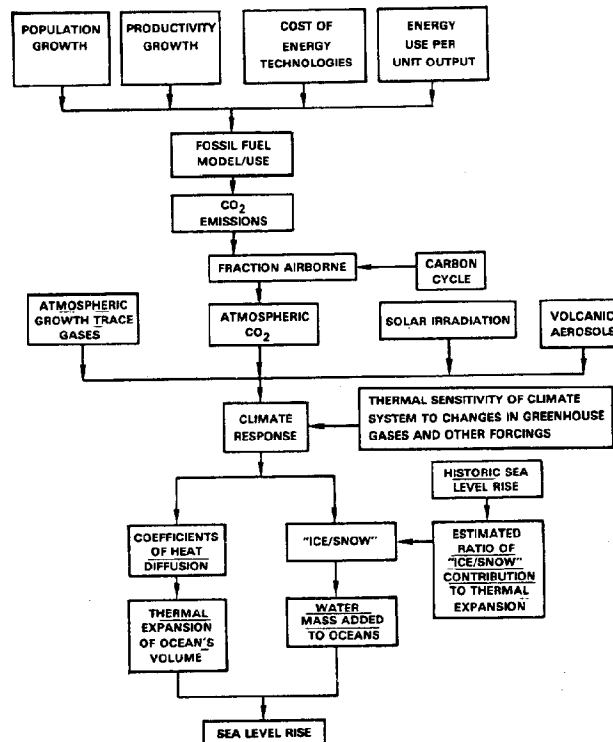 POPULATION
GROWTH
PRODUCTIVITY
GROWTH
COST OF
ENERGY
TECHNOLOGIES
ENERGY
USE PER
UNIT OUTPUT
FOSSIL FUEL
MODEL/USE
CO2
EMISSIONS
FRACTION AIRBORNE
CARBON
CYCLE
ATMOSPHERIC
GROWTH TRACE
GASES
ATMOSPHERIC
CO2
SOLAR IRRADIATION
VOLCANIC
AEROSOLS
CLIMATE
RESPONSE
THERMAL SENSITIVITY OF CLIMATE
SYSTEM TO CHANGES IN GREENHOUSE
GASES AND OTHER FORCINGS
HISTORIC SEA
LEVEL RISE
COEFFICIENTS
OF HEAT
DIFFUSION
"ICE/SNOW"
ESTIMATED
RATIO OF
"ICE/SNOW"
CONTRIBUTION
TO THERMAL
EXPANSION
THERMAL
EXPANSION
OF OCEAN'S
VOLUME
WATER
MASS ADDED
TO OCEANS
SEA LEVEL RISE